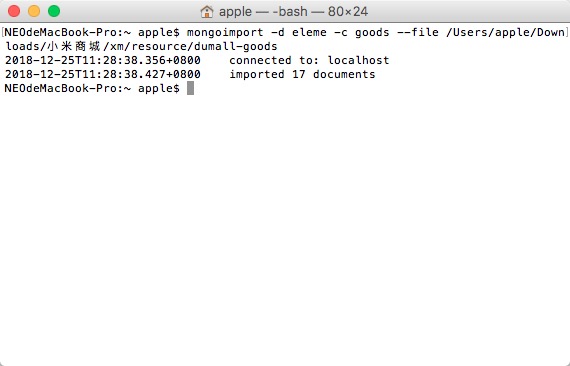 apple — -bash — 80×24
NEOdeMacBook-Pro:~ apple$ mongoimport -d eleme -c goods --file /Users/apple/Down
loads/小米商城/xm/resource/dumall-goods
2018-12-25T11:28:38.356+0800    connected to: localhost
2018-12-25T11:28:38.427+0800    imported 17 documents
NEOdeMacBook-Pro:~ apple$